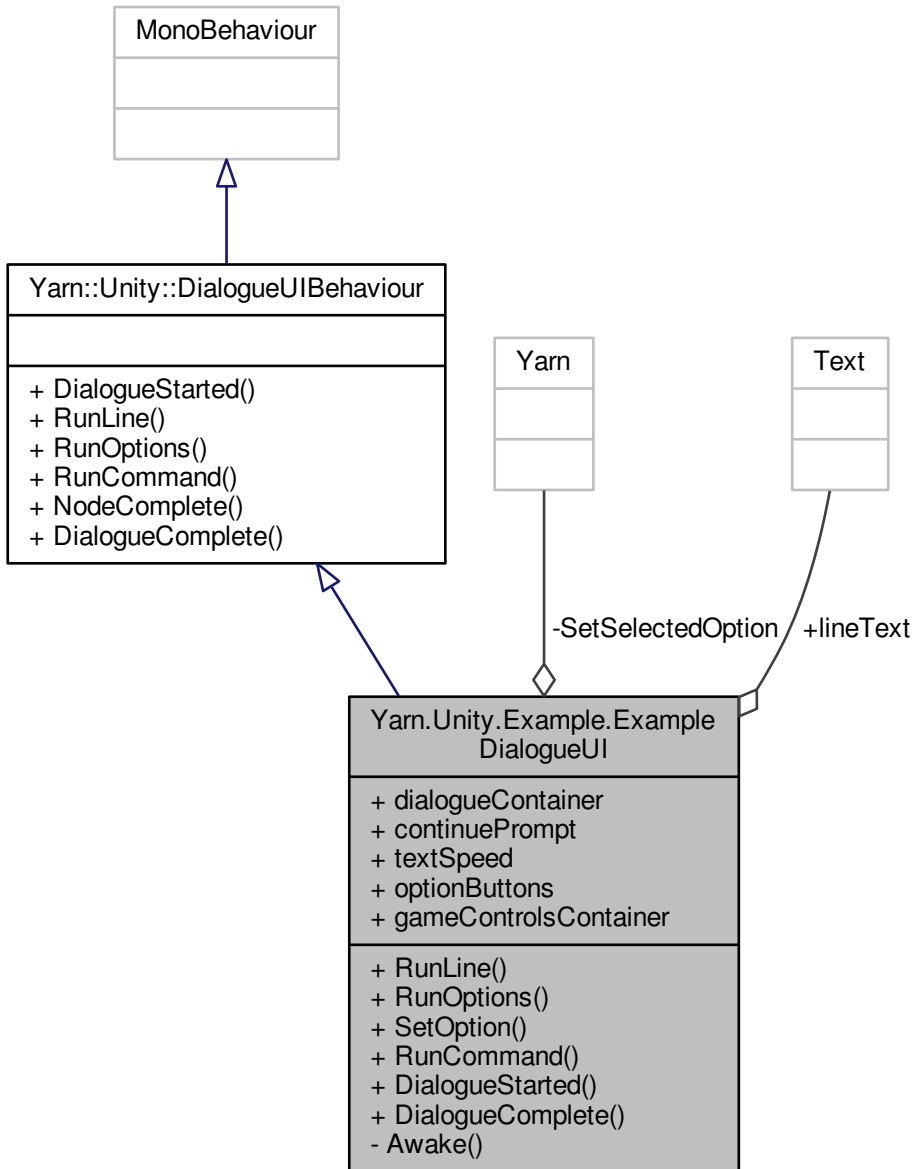 MonoBehaviour
Yarn::Unity::DialogueUIBehaviour
+ DialogueStarted()
+ RunLine()
+ RunOptions()
+ RunCommand()
+ NodeComplete()
+ DialogueComplete()
Yarn
Text
-SetSelectedOption
+lineText
Yarn.Unity.Example.Example
DialogueUI
+ dialogueContainer
+ continuePrompt
+ textSpeed
+ optionButtons
+ gameControlsContainer
+ RunLine()
+ RunOptions()
+ SetOption()
+ RunCommand()
+ DialogueStarted()
+ DialogueComplete()
- Awake()